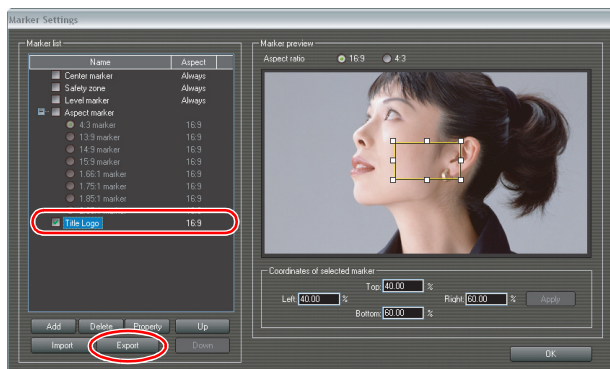 Marker Settings
Marker list
Name Aspect
Center marker Always
Safety zone Always
Level marker Always
Aspect marker
4:3 marker 16:9
13:9 marker 16:9
14:9 marker 16:9
15:9 marker 16:9
1.66:1 marker 16:9
1.75:1 marker 16:9
1.85:1 marker 16:9
Title Logo 16:9
Add Delete Property Up
Import Export Down
Marker preview
Aspect ratio 16:9 4:3
Coordinates of selected marker
Top: 40.00 %
Left: 40.00 % Right: 60.00 % Apply
Bottom: 60.00 %
OK